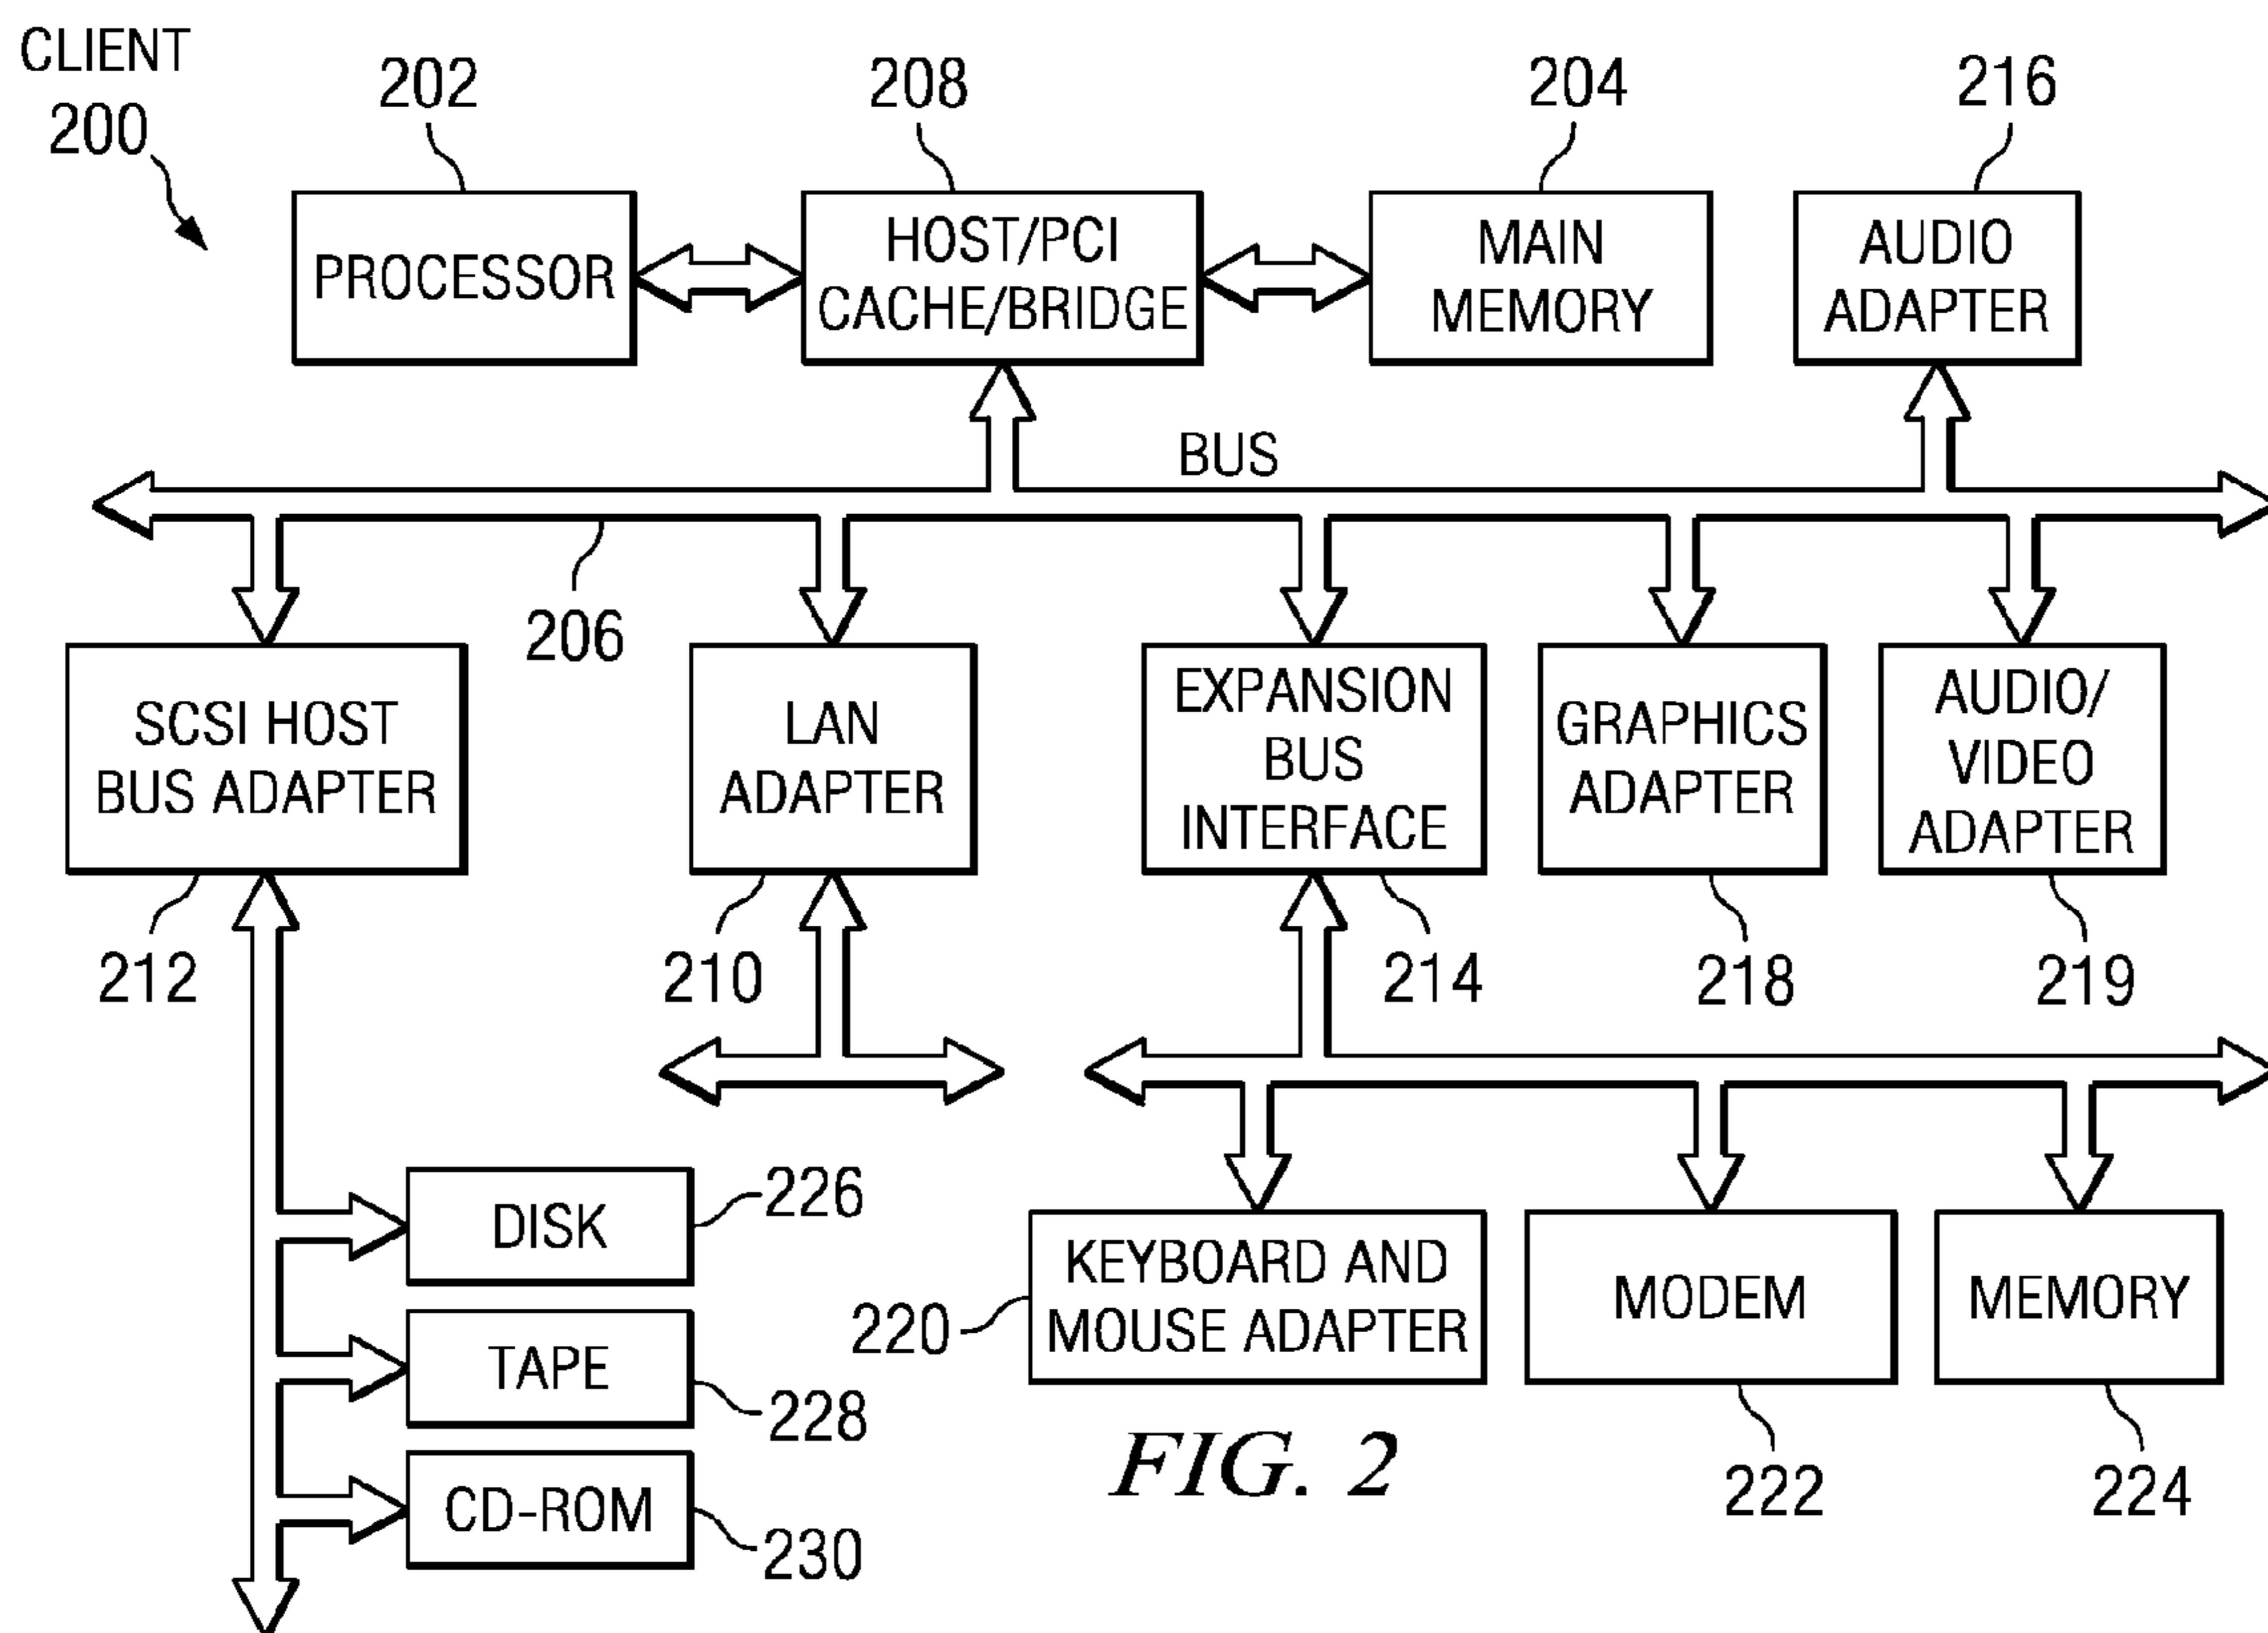 CLIENT
200
202
208
204
216
PROCESSOR
HOST/PCI
CACHE/BRIDGE
MAIN
MEMORY
AUDIO
ADAPTER
BUS
206
SCSI HOST
BUS ADAPTER
LAN
ADAPTER
EXPANSION
BUS
INTERFACE
GRAPHICS
ADAPTER
AUDIO/
VIDEO
ADAPTER
212
210
214
218
219
DISK
226
TAPE
228
CD-ROM
230
KEYBOARD AND
MOUSE ADAPTER
220
MODEM
MEMORY
222
224
FIG. 2